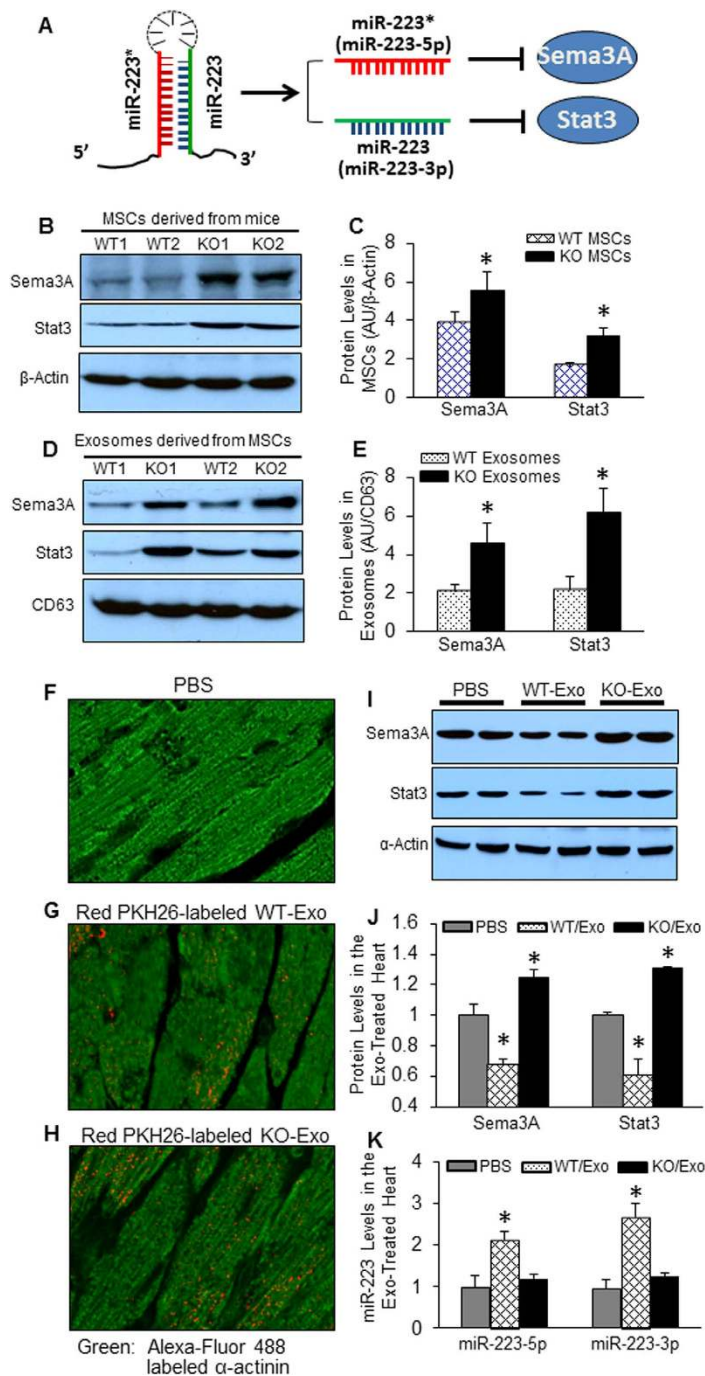 A
miR-223*
miR-223
5'
3'
miR-223*
(miR-223-5p)
Sema3A
miR-223
(miR-223-3p)
Stat3
B
MSCs derived from mice
WT1 WT2 KO1 KO2
Sema3A
Stat3
β-Actin
C
WT MSCs
KO MSCs
Protein Levels in
MSCs (AU/β-Actin)
8
6
4
2
0
* *
Sema3A Stat3
D
Exosomes derived from MSCs
WT1 KO1 WT2 KO2
Sema3A
Stat3
CD63
E
WT Exosomes
KO Exosomes
Protein Levels in
Exosomes (AU/CD63)
8
6
4
2
0
* *
Sema3A Stat3
F
PBS
G
Red PKH26-labeled WT-Exo
H
Red PKH26-labeled KO-Exo
Green: Alexa-Fluor 488
labeled α-actinin
I
PBS WT-Exo KO-Exo
Sema3A
Stat3
α-Actin
J
PBS WT/Exo KO/Exo
Protein Levels in the
Exo-Treated Heart
1.6
1.4
1.2
1
0.8
0.6
0.4
* * * *
Sema3A Stat3
K
PBS WT/Exo KO/Exo
miR-223 Levels in the
Exo-Treated Heart
4
3
2
1
0
* *
miR-223-5p miR-223-3p